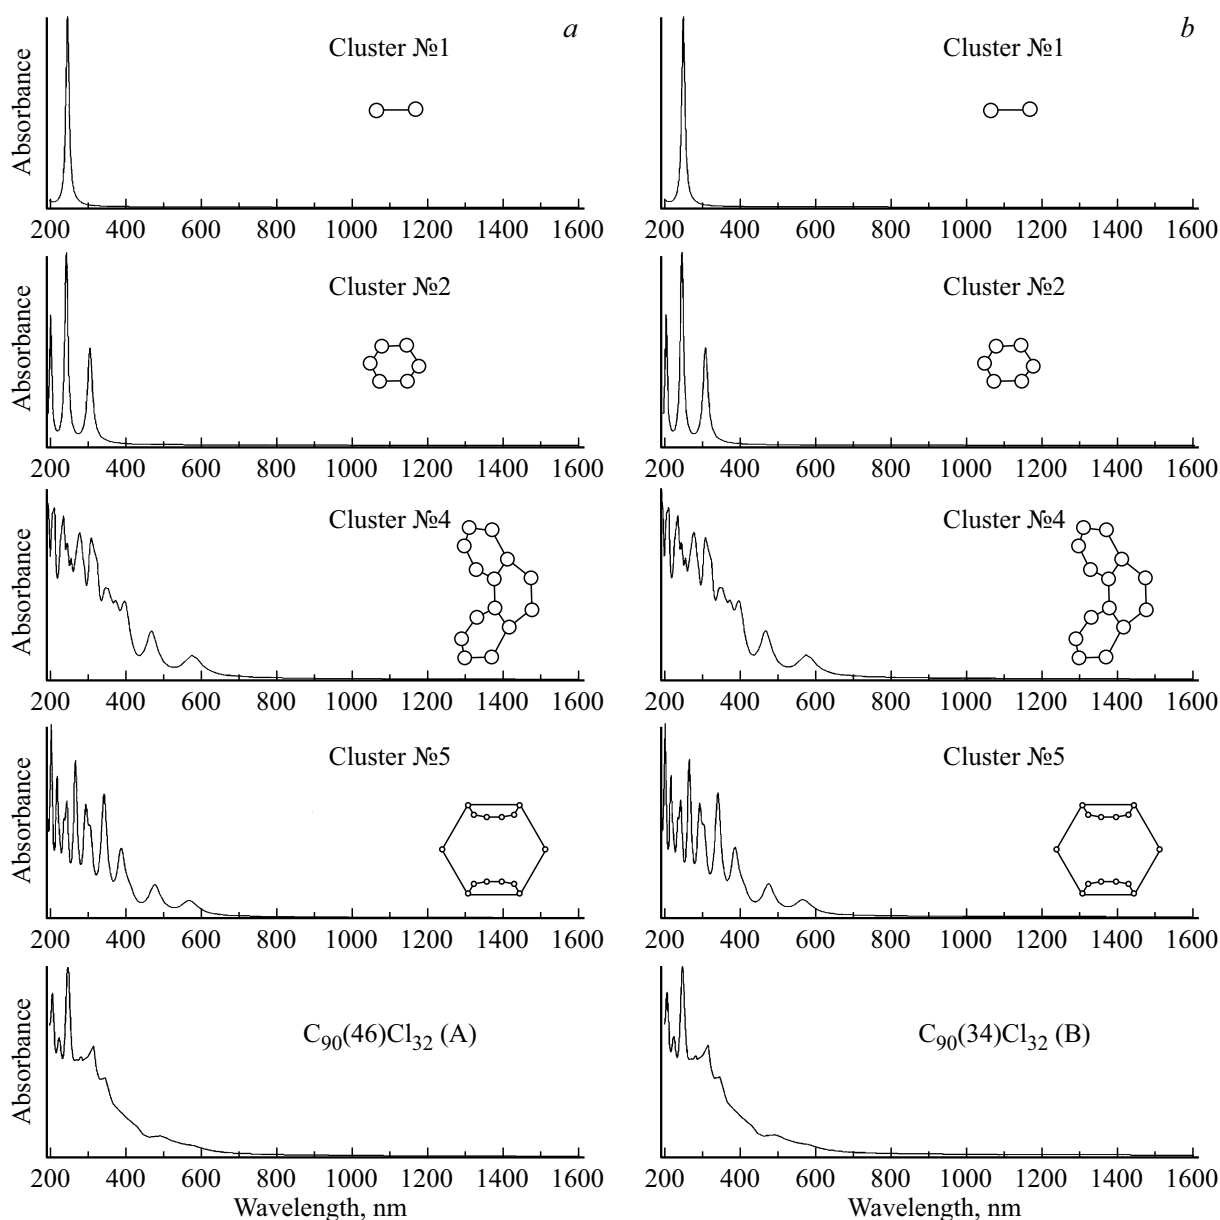 a
b
Absorbance
Cluster №1
200 400 600 800 1000 1200 1400 1600
Absorbance
Cluster №1
200 400 600 800 1000 1200 1400 1600
Absorbance
Cluster №2
200 400 600 800 1000 1200 1400 1600
Absorbance
Cluster №2
200 400 600 800 1000 1200 1400 1600
Absorbance
Cluster №4
200 400 600 800 1000 1200 1400 1600
Absorbance
Cluster №4
200 400 600 800 1000 1200 1400 1600
Absorbance
Cluster №5
200 400 600 800 1000 1200 1400 1600
Absorbance
Cluster №5
200 400 600 800 1000 1200 1400 1600
Absorbance
C₉₀(46)Cl₃₂ (A)
200 400 600 800 1000 1200 1400 1600
Wavelength, nm
Absorbance
C₉₀(34)Cl₃₂ (B)
200 400 600 800 1000 1200 1400 1600
Wavelength, nm